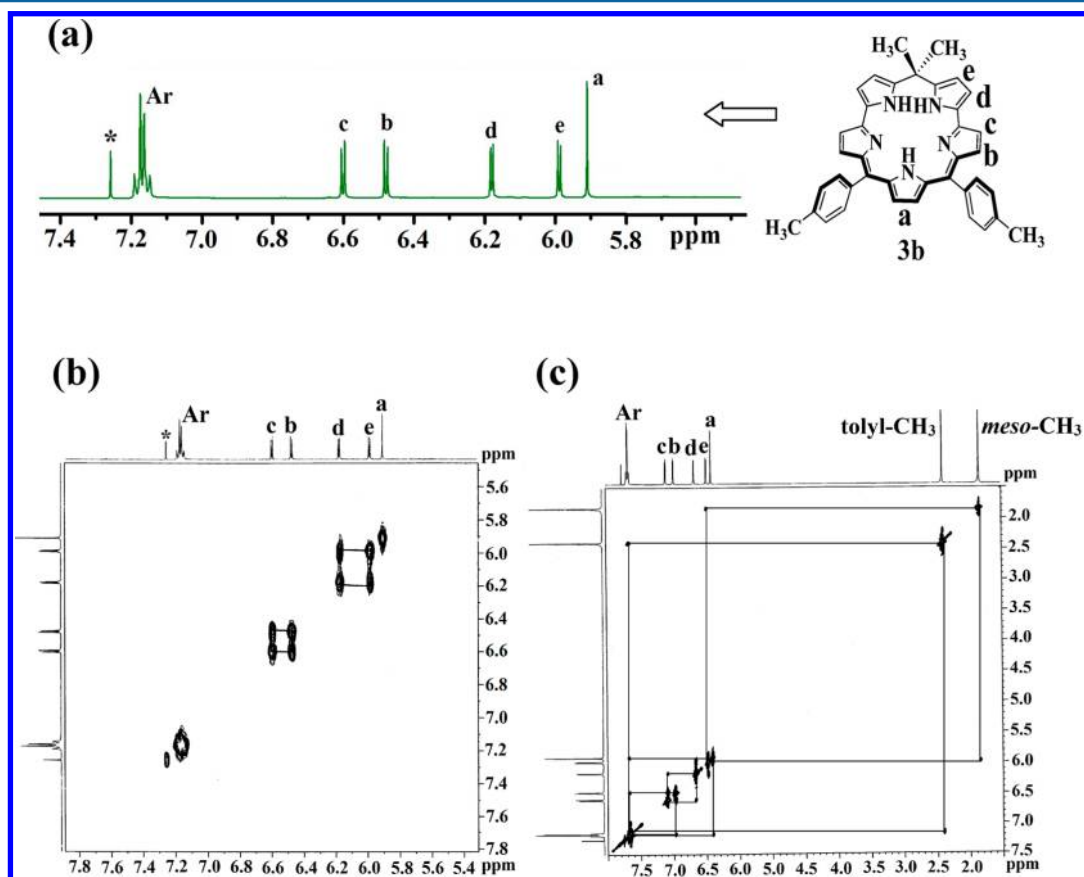 (a)
H₃C CH₃
e
d
NH HN
c
N N
b
H
N
a
H₃C CH₃
3b
* Ar c b d e a
7.4 7.2 7.0 6.8 6.6 6.4 6.2 6.0 5.8 ppm
(b)
* Ar c b d e a
ppm
5.6
5.8
6.0
6.2
6.4
6.6
6.8
7.0
7.2
7.4
7.6
7.8
7.8 7.6 7.4 7.2 7.0 6.8 6.6 6.4 6.2 6.0 5.8 5.6 5.4 ppm
(c)
Ar c b d e a tolyl-CH₃ meso-CH₃
ppm
2.0
2.5
3.0
3.5
4.0
4.5
5.0
5.5
6.0
6.5
7.0
7.5
7.5 7.0 6.5 6.0 5.5 5.0 4.5 4.0 3.5 3.0 2.5 2.0 1.5 ppm